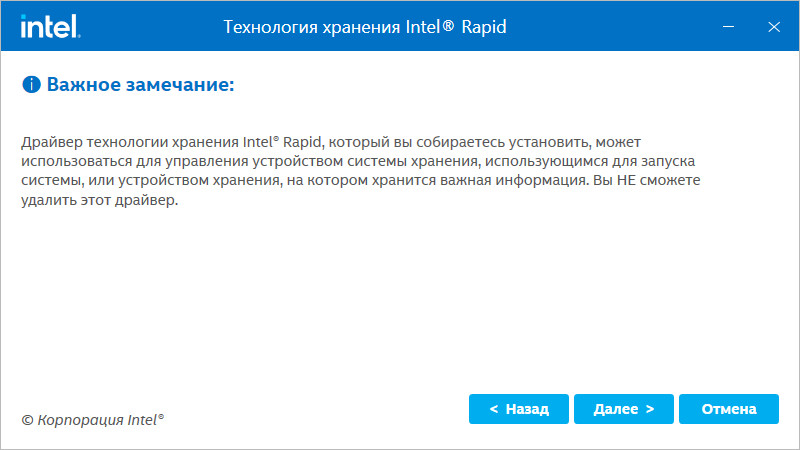 intel.
Технология хранения Intel® Rapid
Важное замечание:
Драйвер технологии хранения Intel® Rapid, который вы собираетесь установить, может
использоваться для управления устройством системы хранения, использующимся для запуска
системы, или устройством хранения, на котором хранится важная информация. Вы НЕ сможете
удалить этот драйвер.
< Назад
Далее >
Отмена
© Корпорация Intel®